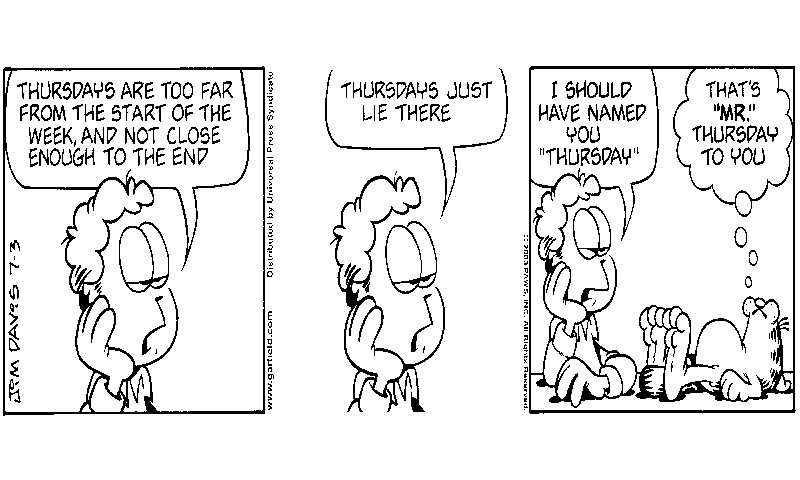 THURSDAYS ARE TOO FAR
FROM THE START OF THE
WEEK, AND NOT CLOSE
ENOUGH TO THE END
JIM DAVIS 7-3
www.garfield.com
Distributed by Universal Press Syndicate
THURSDAYS JUST
LIE THERE
I SHOULD
HAVE NAMED
YOU
"THURSDAY"
THAT'S
"MR."
THURSDAY
TO YOU
© 2003 PAWS, INC. All Rights Reserved.